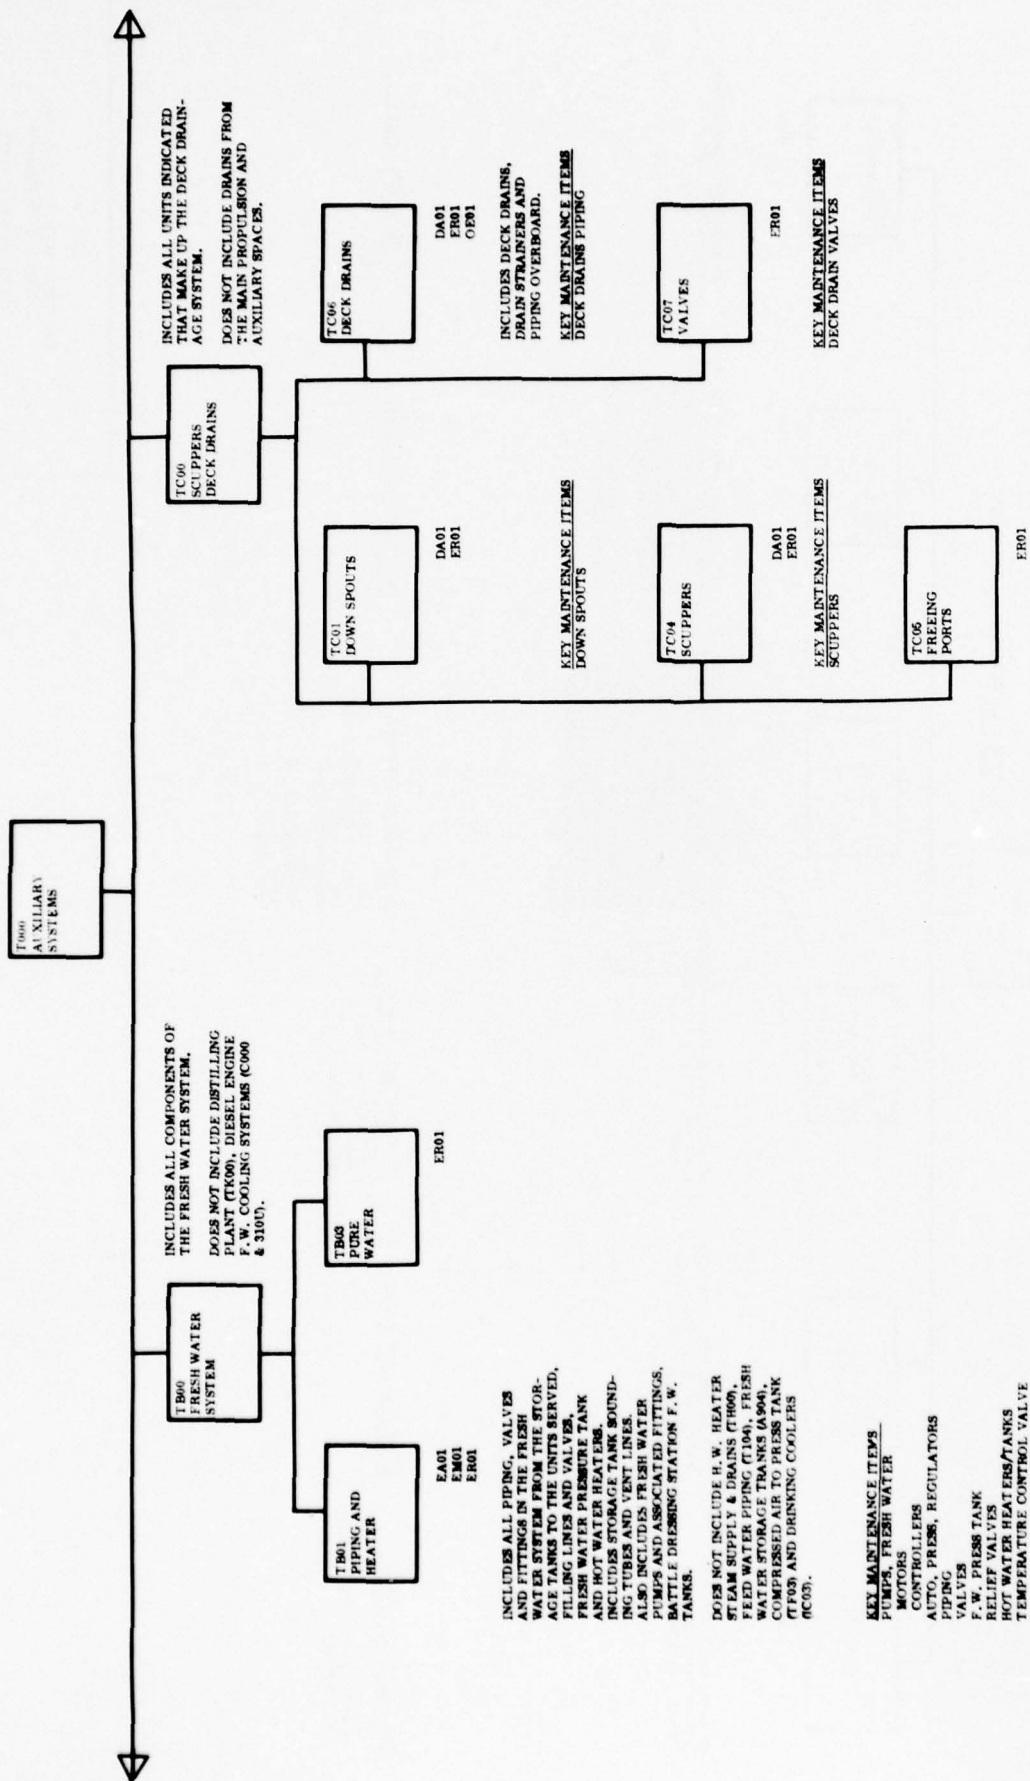 T000
AUXILIARY
SYSTEMS
TB00
FRESH WATER
SYSTEM
INCLUDES ALL COMPONENTS OF
THE FRESH WATER SYSTEM.
DOES NOT INCLUDE DISTILLING
PLANT (TK00), DIESEL ENGINE
F.W. COOLING SYSTEMS (C000
& 310U).
TB01
PIPING AND
HEATER
EA01
EM01
ER01
INCLUDES ALL PIPING, VALVES
AND FITTINGS IN THE FRESH
WATER SYSTEM FROM THE STOR-
AGE TANKS TO THE UNITS SERVED,
FILLING LINES AND VALVES,
FRESH WATER PRESSURE TANK
AND HOT WATER HEATERS.
INCLUDES STORAGE TANK SOUND-
ING TUBES AND VENT LINES.
ALSO INCLUDES FRESH WATER
PUMPS AND ASSOCIATED FITTINGS,
BATTLE DRESSING STATION F.W.
TANKS.
DOES NOT INCLUDE H.W. HEATER
STEAM SUPPLY & DRAINS (TH00),
FEED WATER PIPING (T104), FRESH
WATER STORAGE TRANKS (A904),
COMPRESSED AIR TO PRESS TANK
(TF03) AND DRINKING COOLERS
(IC03).
KEY MAINTENANCE ITEMS
PUMPS, FRESH WATER
MOTORS
CONTROLLERS
AUTO, PRESS, REGULATORS
PIPING
VALVES
F.W. PRESS TANK
RELIEF VALVES
HOT WATER HEATERS/TANKS
TEMPERATURE CONTROL VALVE
TB03
PURE
WATER
ER01
TC00
SCUPPERS
DECK DRAINS
INCLUDES ALL UNITS INDICATED
THAT MAKE UP THE DECK DRAIN-
AGE SYSTEM.
DOES NOT INCLUDE DRAINS FROM
THE MAIN PROPULSION AND
AUXILIARY SPACES.
TC01
DOWN SPOUTS
DA01
ER01
KEY MAINTENANCE ITEMS
DOWN SPOUTS
TC04
SCUPPERS
DA01
ER01
KEY MAINTENANCE ITEMS
SCUPPERS
TC05
FREEING
PORTS
ER01
TC06
DECK DRAINS
DA01
ER01
OE01
INCLUDES DECK DRAINS,
DRAIN STRAINERS AND
PIPING OVERBOARD.
KEY MAINTENANCE ITEMS
DECK DRAINS PIPING
TC07
VALVES
ER01
KEY MAINTENANCE ITEMS
DECK DRAIN VALVES